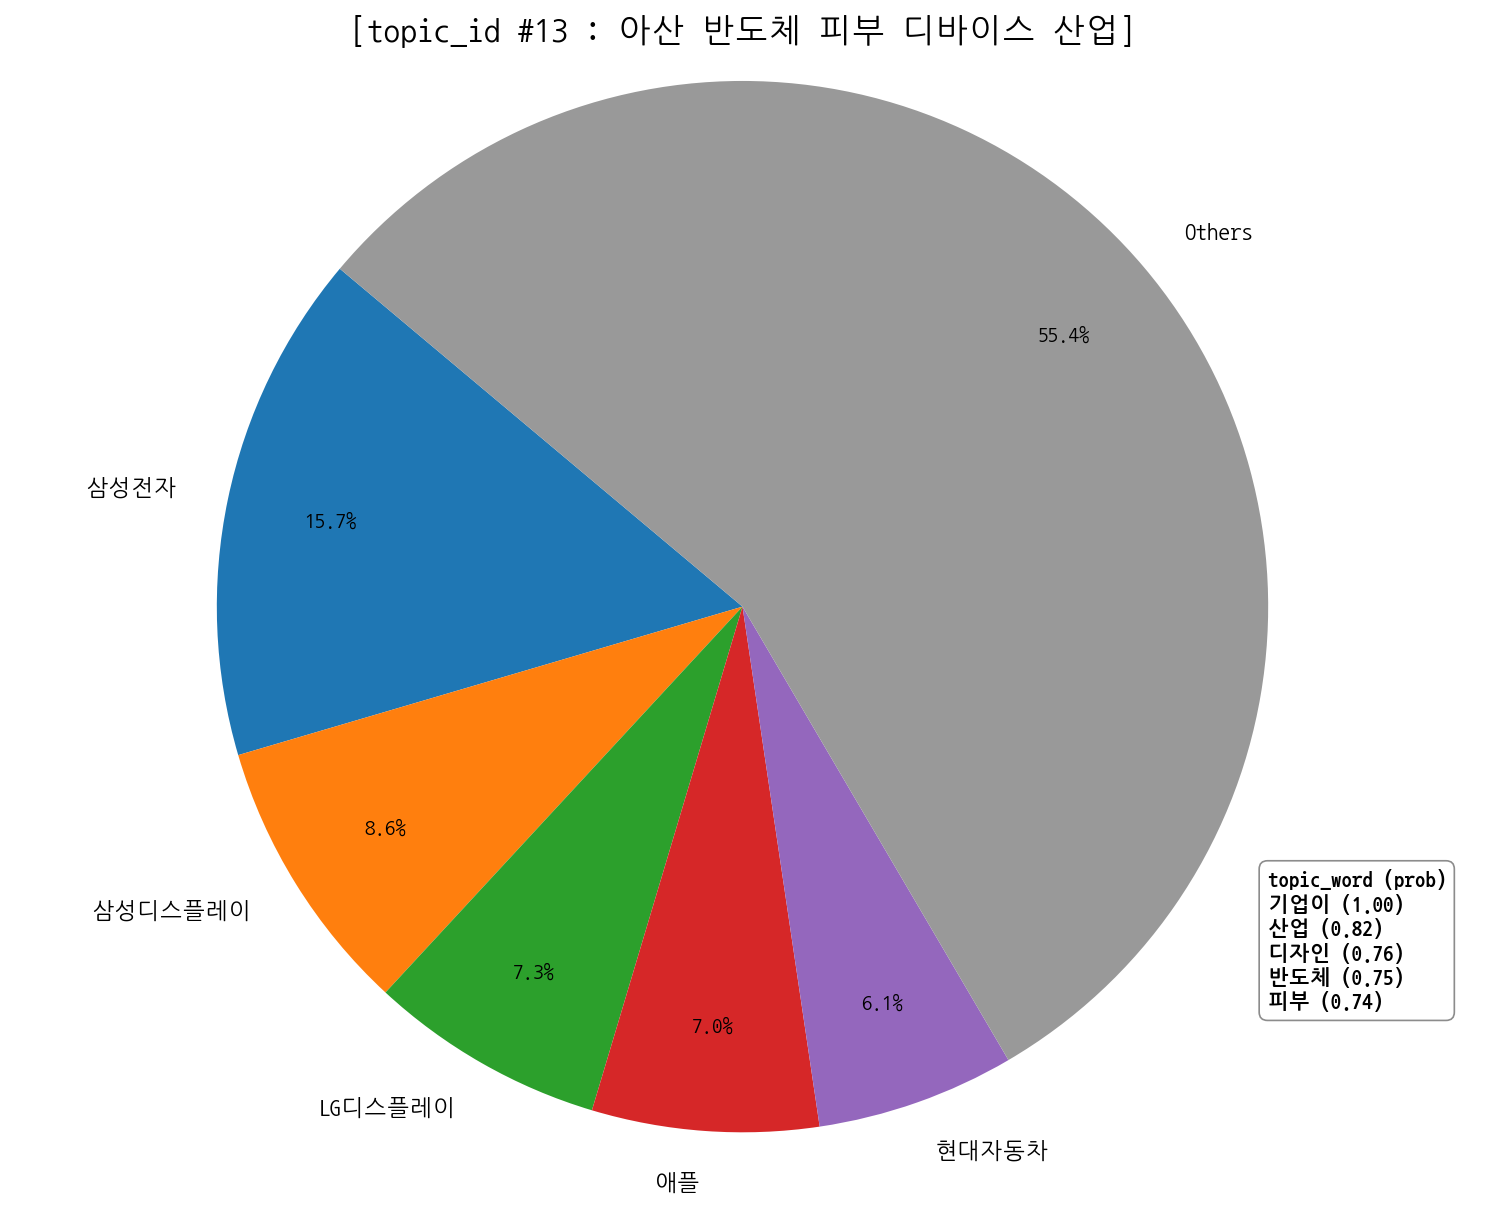 [topic_id #13 : 아산 반도체 피부 디바이스 산업]
Others
55.4%
삼성전자
15.7%
8.6%
삼성디스플레이
7.3%
LG디스플레이
7.0%
애플
6.1%
현대자동차
topic_word (prob)
기업이 (1.00)
산업 (0.82)
디자인 (0.76)
반도체 (0.75)
피부 (0.74)